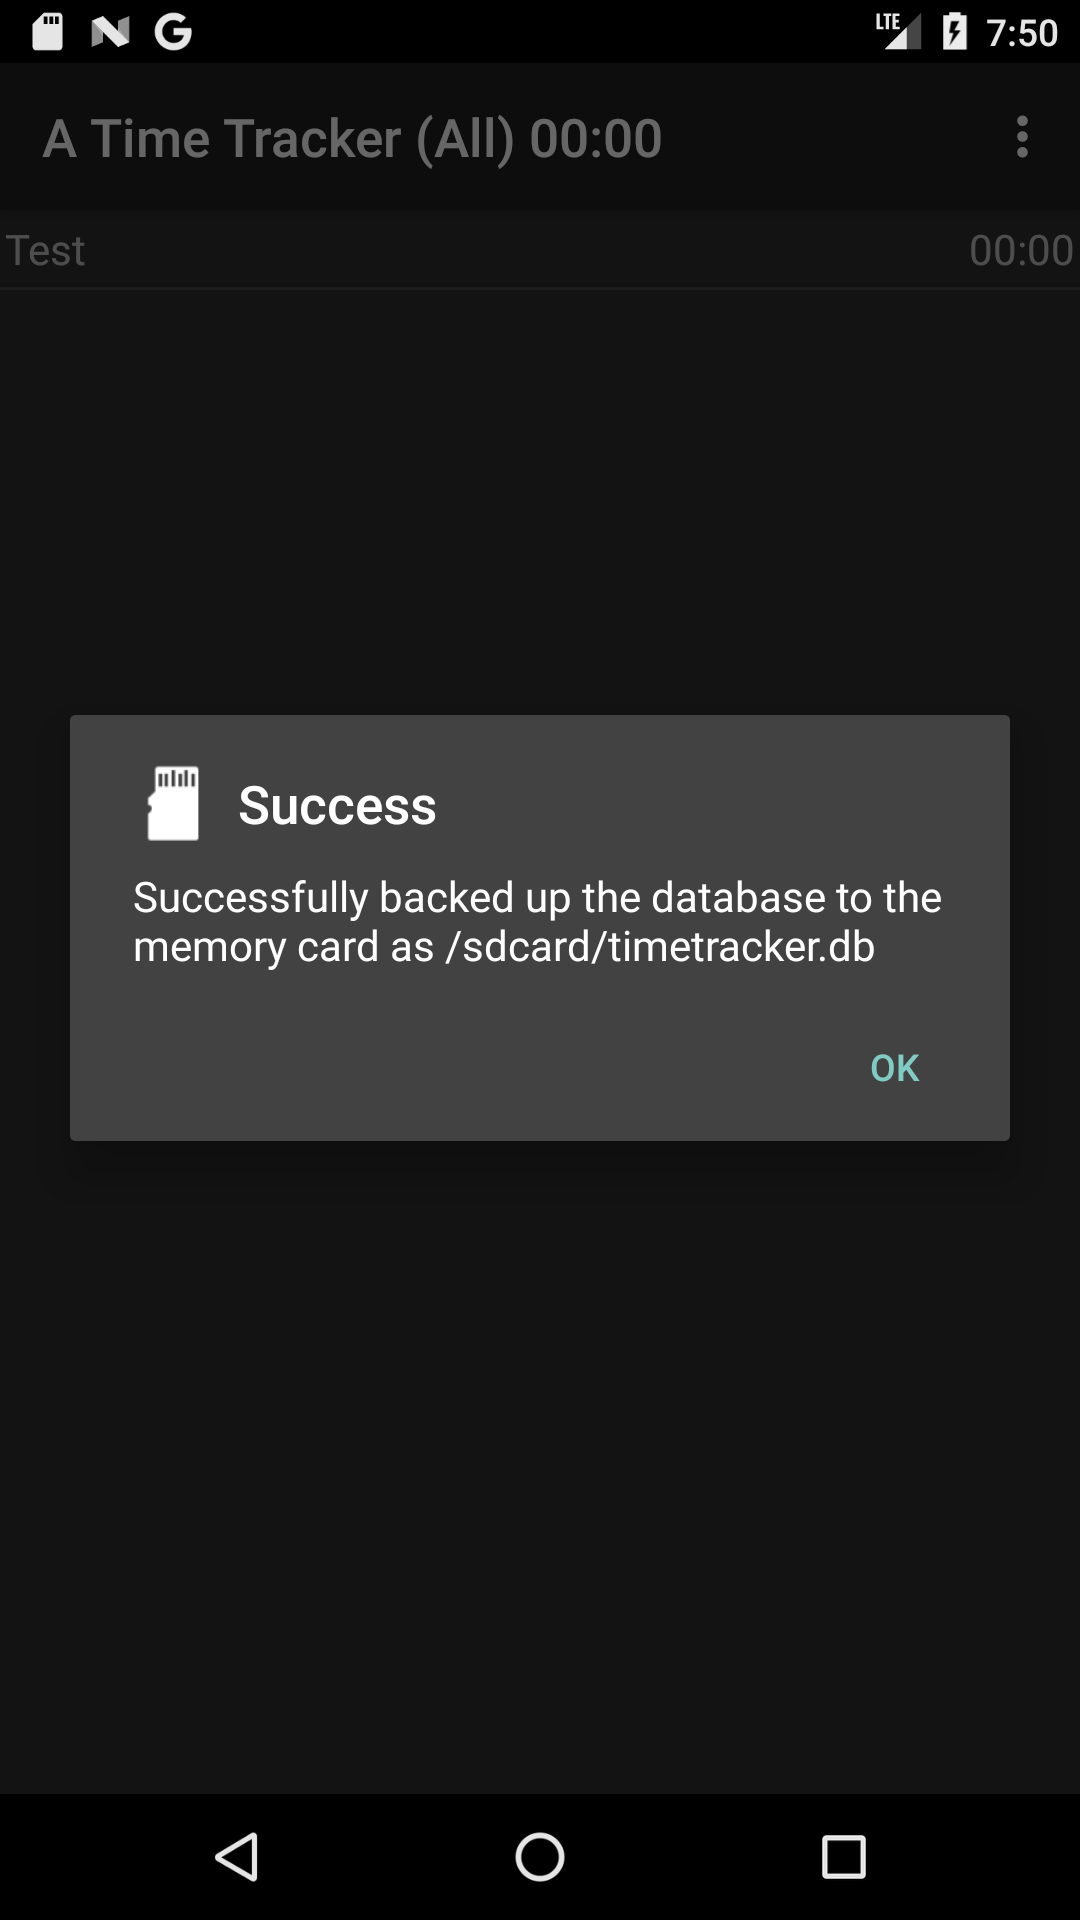 LTE 7:50
A Time Tracker (All) 00:00
Test 00:00
Success
Successfully backed up the database to the
memory card as /sdcard/timetracker.db
OK